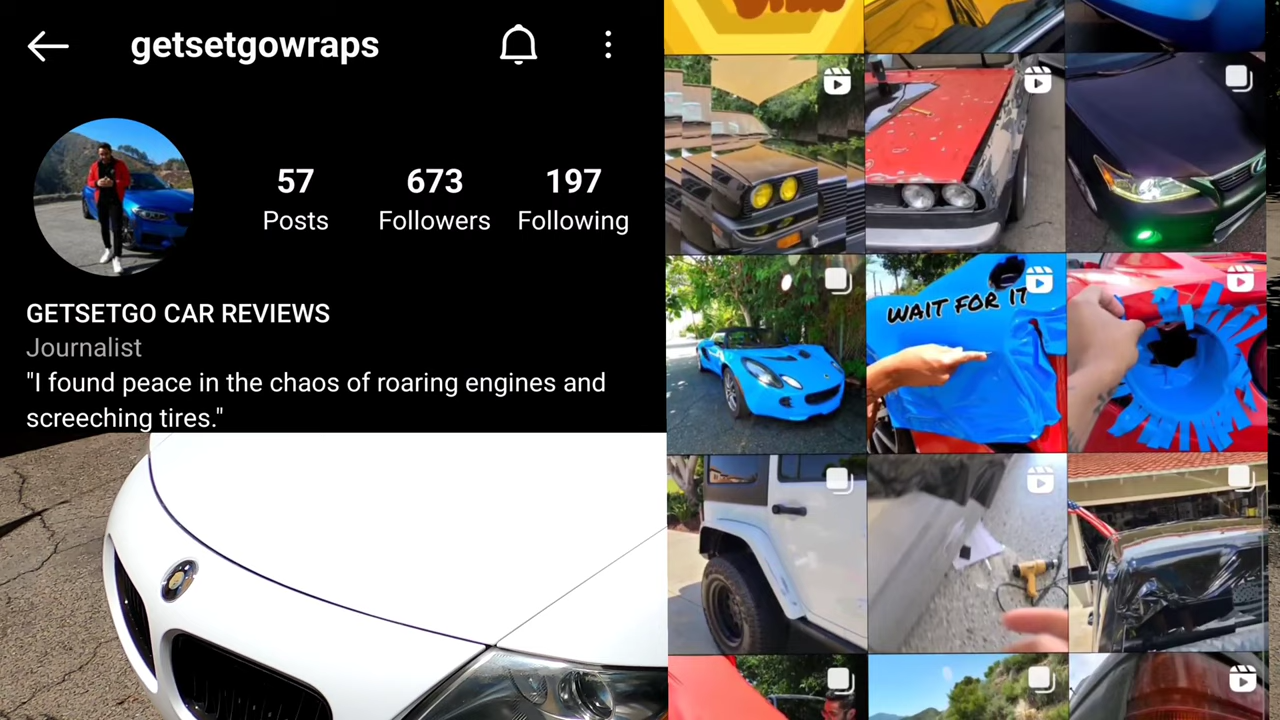 getsetgowraps
57
673
197
Posts
Followers
Following
GETSETGO CAR REVIEWS
Journalist
"I found peace in the chaos of roaring engines and
screeching tires."
WAIT FOR IT